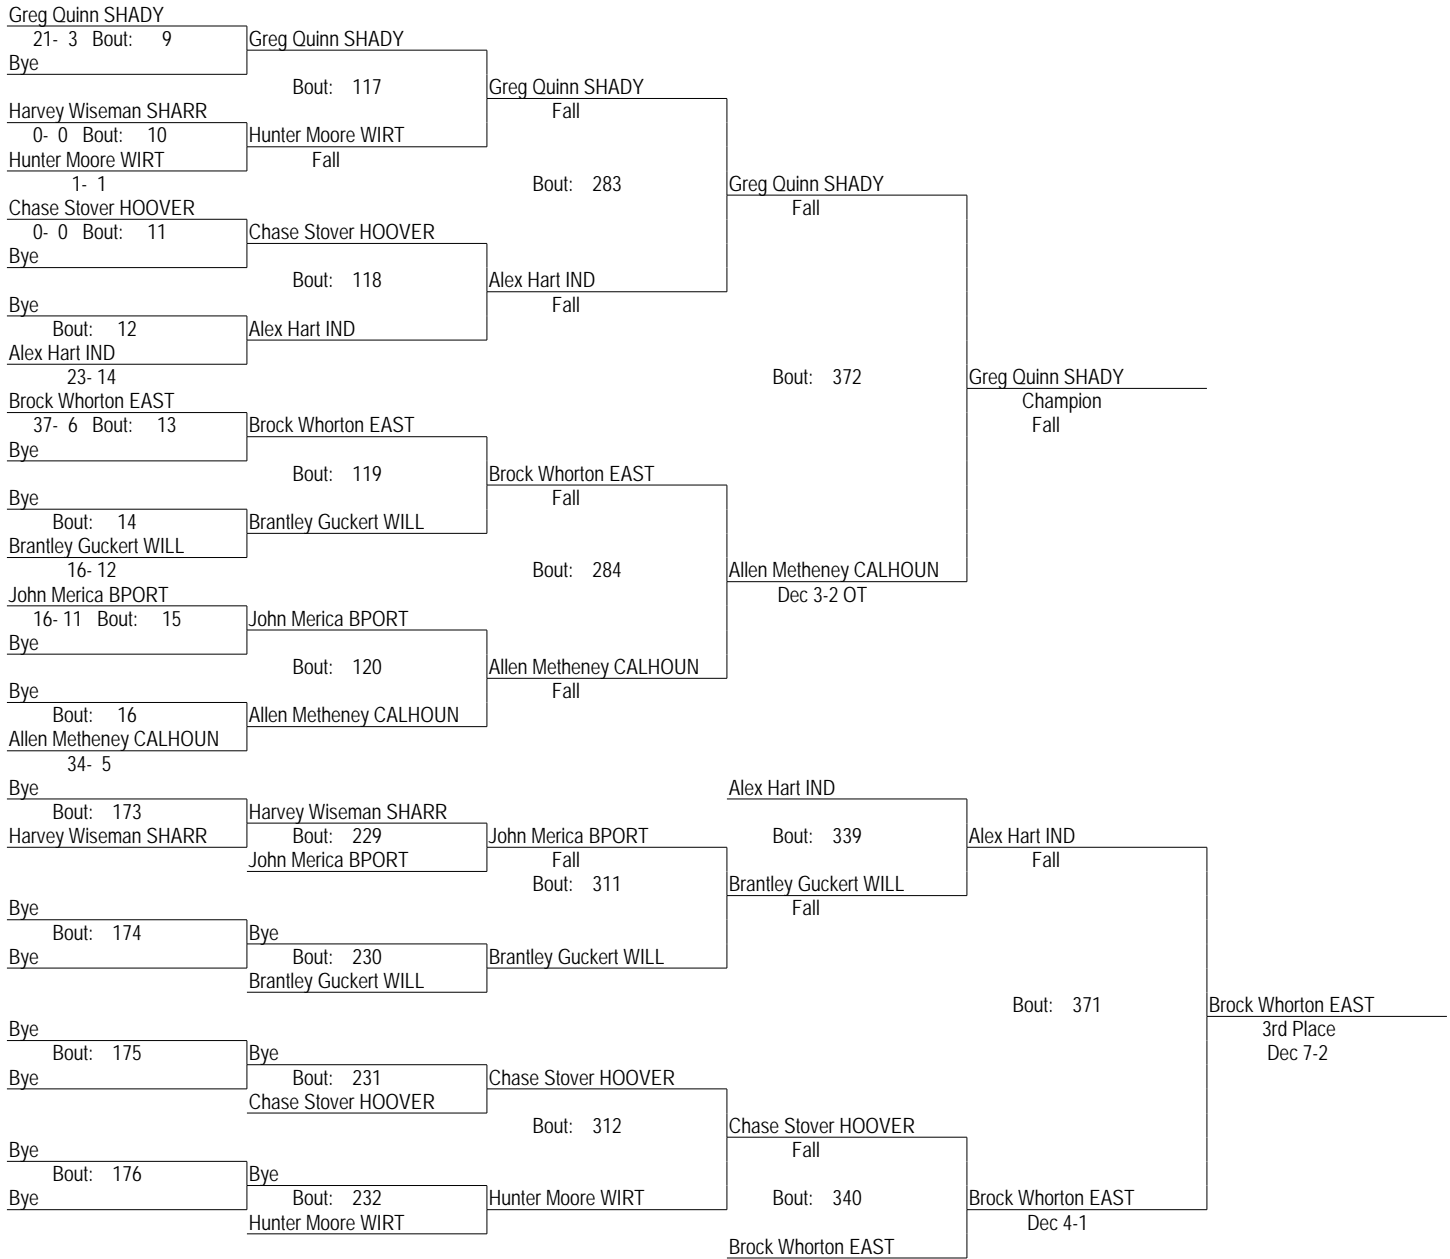 Greg Quinn SHADY
21- 3 Bout: 9 Greg Quinn SHADY
Bye
Bout: 117 Greg Quinn SHADY
Harvey Wiseman SHARR Fall
0- 0 Bout: 10 Hunter Moore WIRT
Hunter Moore WIRT Fall
1- 1 Bout: 283 Greg Quinn SHADY
Chase Stover HOOVER Fall
0- 0 Bout: 11 Chase Stover HOOVER
Bye
Bout: 118 Alex Hart IND
Bye Fall
Bout: 12 Alex Hart IND
Alex Hart IND
23- 14 Bout: 372 Greg Quinn SHADY
Brock Whorton EAST Champion
37- 6 Bout: 13 Brock Whorton EAST Fall
Bye
Bout: 119 Brock Whorton EAST
Bye Fall
Bout: 14 Brantley Guckert WILL
Brantley Guckert WILL
16- 12 Bout: 284 Allen Metheney CALHOUN
John Merica BPORT Dec 3-2 OT
16- 11 Bout: 15 John Merica BPORT
Bye
Bout: 120 Allen Metheney CALHOUN
Bye Fall
Bout: 16 Allen Metheney CALHOUN
Allen Metheney CALHOUN
34- 5
Bye Alex Hart IND
Bout: 173 Harvey Wiseman SHARR
Harvey Wiseman SHARR Bout: 229 John Merica BPORT Bout: 339 Alex Hart IND
John Merica BPORT Fall Fall
Bout: 311 Brantley Guckert WILL
Bye Fall
Bout: 174 Bye
Bye Bout: 230 Brantley Guckert WILL
Brantley Guckert WILL
Bout: 371 Brock Whorton EAST
Bye 3rd Place
Bout: 175 Bye Dec 7-2
Bye Bout: 231 Chase Stover HOOVER
Chase Stover HOOVER
Bout: 312 Chase Stover HOOVER
Bye Fall
Bout: 176 Bye
Bye Bout: 232 Hunter Moore WIRT Bout: 340 Brock Whorton EAST
Hunter Moore WIRT Dec 4-1
Brock Whorton EAST